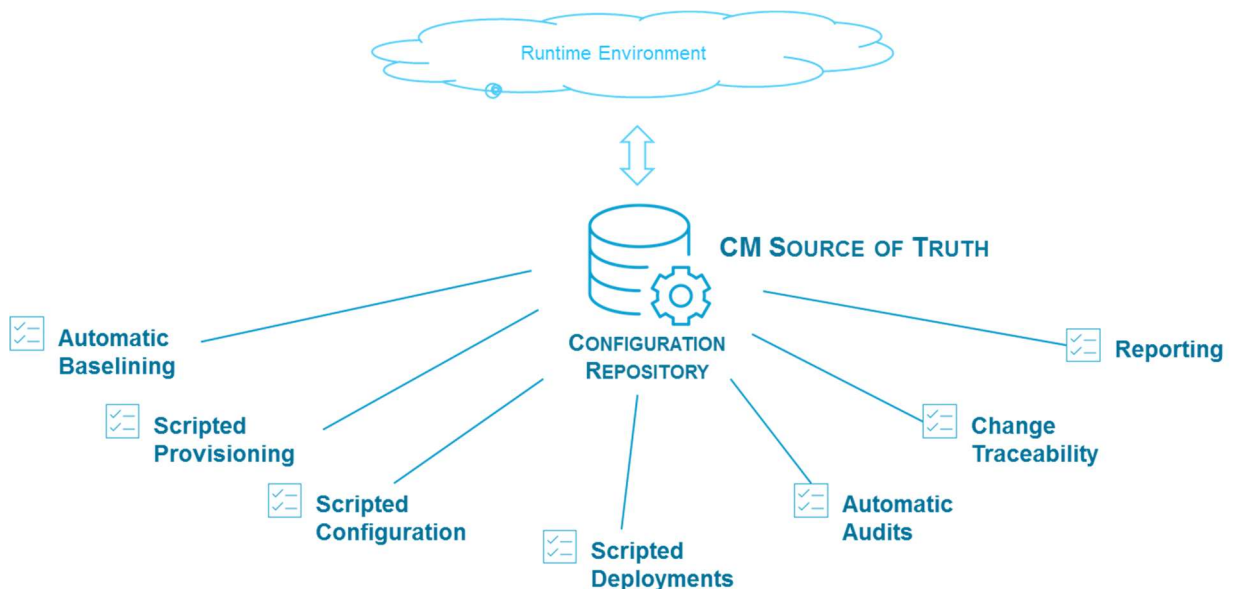 Runtime Environment
CM SOURCE OF TRUTH
CONFIGURATION
REPOSITORY
Automatic
Baselining
Scripted
Provisioning
Scripted
Configuration
Scripted
Deployments
Automatic
Audits
Change
Traceability
Reporting